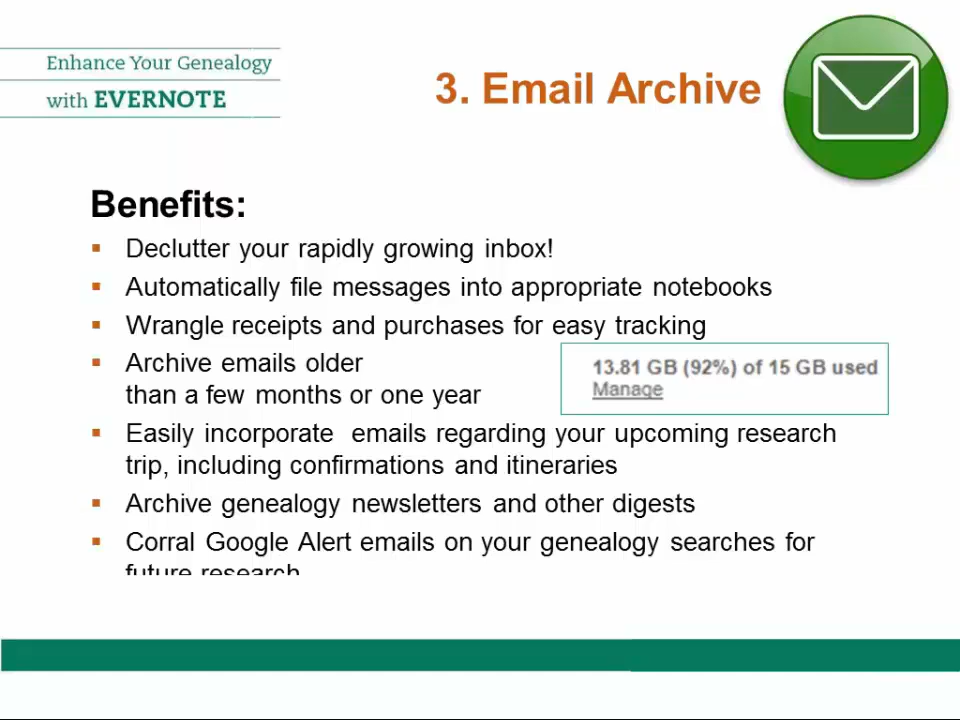 Enhance Your Genealogy
with EVERNOTE
3. Email Archive
Benefits:
Declutter your rapidly growing inbox!
Automatically file messages into appropriate notebooks
Wrangle receipts and purchases for easy tracking
Archive emails older
than a few months or one year
13.81 GB (92%) of 15 GB used
Manage
Easily incorporate emails regarding your upcoming research
trip, including confirmations and itineraries
Archive genealogy newsletters and other digests
Corral Google Alert emails on your genealogy searches for
future research